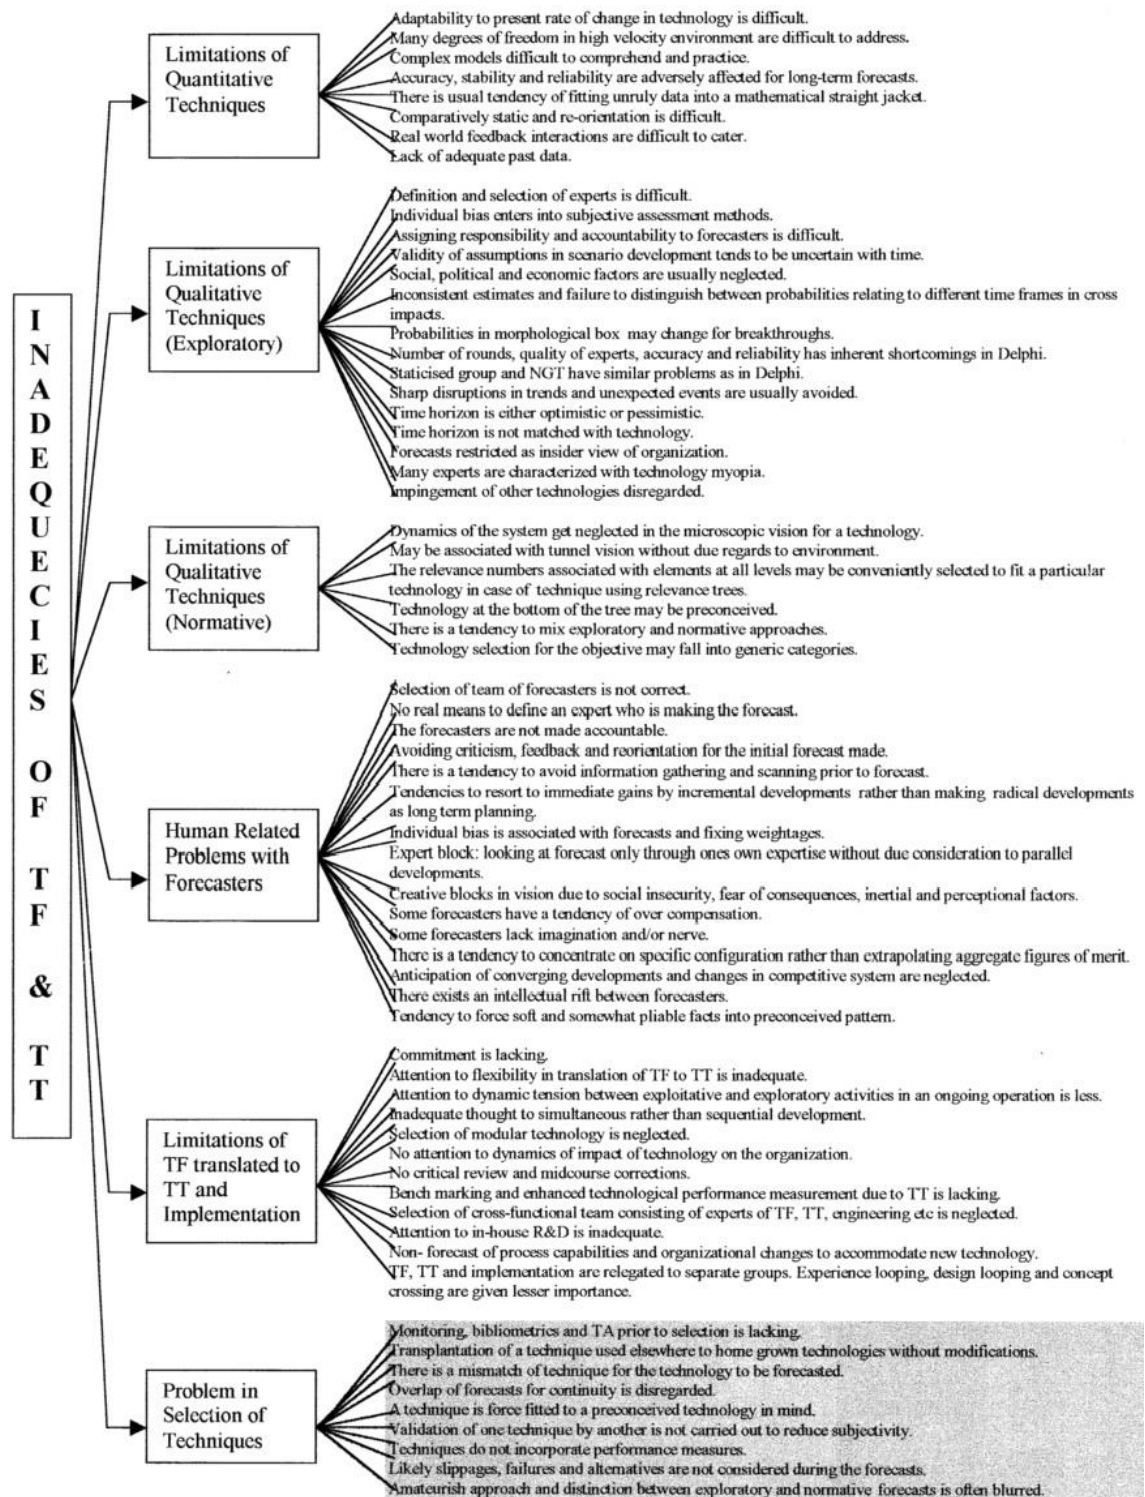 INADEQUECIES OF TF & TT
Limitations of
Quantitative
Techniques
Adaptability to present rate of change in technology is difficult.
Many degrees of freedom in high velocity environment are difficult to address.
Complex models difficult to comprehend and practice.
Accuracy, stability and reliability are adversely affected for long-term forecasts.
There is usual tendency of fitting unruly data into a mathematical straight jacket.
Comparatively static and re-orientation is difficult.
Real world feedback interactions are difficult to cater.
Lack of adequate past data.
Limitations of
Qualitative
Techniques
(Exploratory)
Definition and selection of experts is difficult.
Individual bias enters into subjective assessment methods.
Assigning responsibility and accountability to forecasters is difficult.
Validity of assumptions in scenario development tends to be uncertain with time.
Social, political and economic factors are usually neglected.
Inconsistent estimates and failure to distinguish between probabilities relating to different time frames in cross
impacts.
Probabilities in morphological box may change for breakthroughs.
Number of rounds, quality of experts, accuracy and reliability has inherent shortcomings in Delphi.
Staticised group and NGT have similar problems as in Delphi.
Sharp disruptions in trends and unexpected events are usually avoided.
Time horizon is either optimistic or pessimistic.
Time horizon is not matched with technology.
Forecasts restricted as insider view of organization.
Many experts are characterized with technology myopia.
Impingement of other technologies disregarded.
Limitations of
Qualitative
Techniques
(Normative)
Dynamics of the system get neglected in the microscopic vision for a technology.
May be associated with tunnel vision without due regards to environment.
The relevance numbers associated with elements at all levels may be conveniently selected to fit a particular
technology in case of technique using relevance trees.
Technology at the bottom of the tree may be preconceived.
There is a tendency to mix exploratory and normative approaches.
Technology selection for the objective may fall into generic categories.
Human Related
Problems with
Forecasters
Selection of team of forecasters is not correct.
No real means to define an expert who is making the forecast.
The forecasters are not made accountable.
Avoiding criticism, feedback and reorientation for the initial forecast made.
There is a tendency to avoid information gathering and scanning prior to forecast.
Tendencies to resort to immediate gains by incremental developments rather than making radical developments
as long term planning.
Individual bias is associated with forecasts and fixing weightages.
Expert block: looking at forecast only through ones own expertise without due consideration to parallel
developments.
Creative blocks in vision due to social insecurity, fear of consequences, inertial and perceptional factors.
Some forecasters have a tendency of over compensation.
Some forecasters lack imagination and/or nerve.
There is a tendency to concentrate on specific configuration rather than extrapolating aggregate figures of merit.
Anticipation of converging developments and changes in competitive system are neglected.
There exists an intellectual rift between forecasters.
Tendency to force soft and somewhat pliable facts into preconceived pattern.
Limitations of
TF translated to
TT and
Implementation
Commitment is lacking.
Attention to flexibility in translation of TF to TT is inadequate.
Attention to dynamic tension between exploitative and exploratory activities in an ongoing operation is less.
Inadequate thought to simultaneous rather than sequential development.
Selection of modular technology is neglected.
No attention to dynamics of impact of technology on the organization.
No critical review and midcourse corrections.
Bench marking and enhanced technological performance measurement due to TT is lacking.
Selection of cross-functional team consisting of experts of TF, TT, engineering etc is neglected.
Attention to in-house R&D is inadequate.
Non- forecast of process capabilities and organizational changes to accommodate new technology.
TF, TT and implementation are relegated to separate groups. Experience looping, design looping and concept
crossing are given lesser importance.
Problem in
Selection of
Techniques
Monitoring, bibliometrics and TA prior to selection is lacking.
Transplantation of a technique used elsewhere to home grown technologies without modifications.
There is a mismatch of technique for the technology to be forecasted.
Overlap of forecasts for continuity is disregarded.
A technique is force fitted to a preconceived technology in mind.
Validation of one technique by another is not carried out to reduce subjectivity.
Techniques do not incorporate performance measures.
Likely slippages, failures and alternatives are not considered during the forecasts.
Amateurish approach and distinction between exploratory and normative forecasts is often blurred.